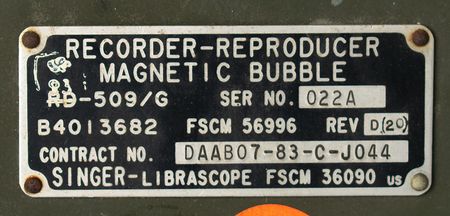 RECORDER-REPRODUCER
MAGNETIC BUBBLE
-509/G SER NO. 022A
B4013682 FSCM 56996 REV D(20)
CONTRACT NO. DAAB07-83-C-J044
SINGER-LIBRASCOPE FSCM 36090 US